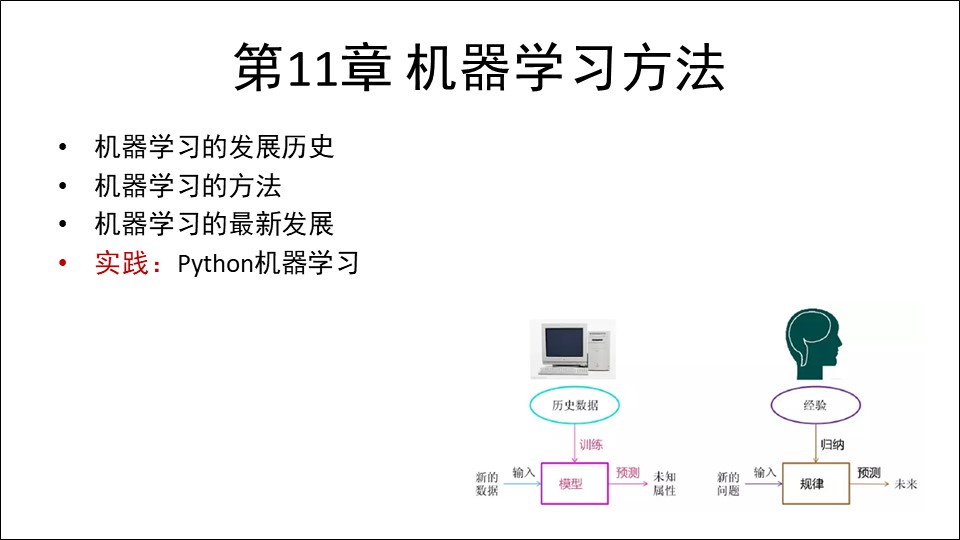 第11章 机器学习方法
• 机器学习的发展历史
• 机器学习的方法
• 机器学习的最新发展
• 实践：Python机器学习
历史数据
训练
新的
数据
输入
模型
预测
未知
属性
经验
归纳
新的
问题
输入
规律
预测
未来